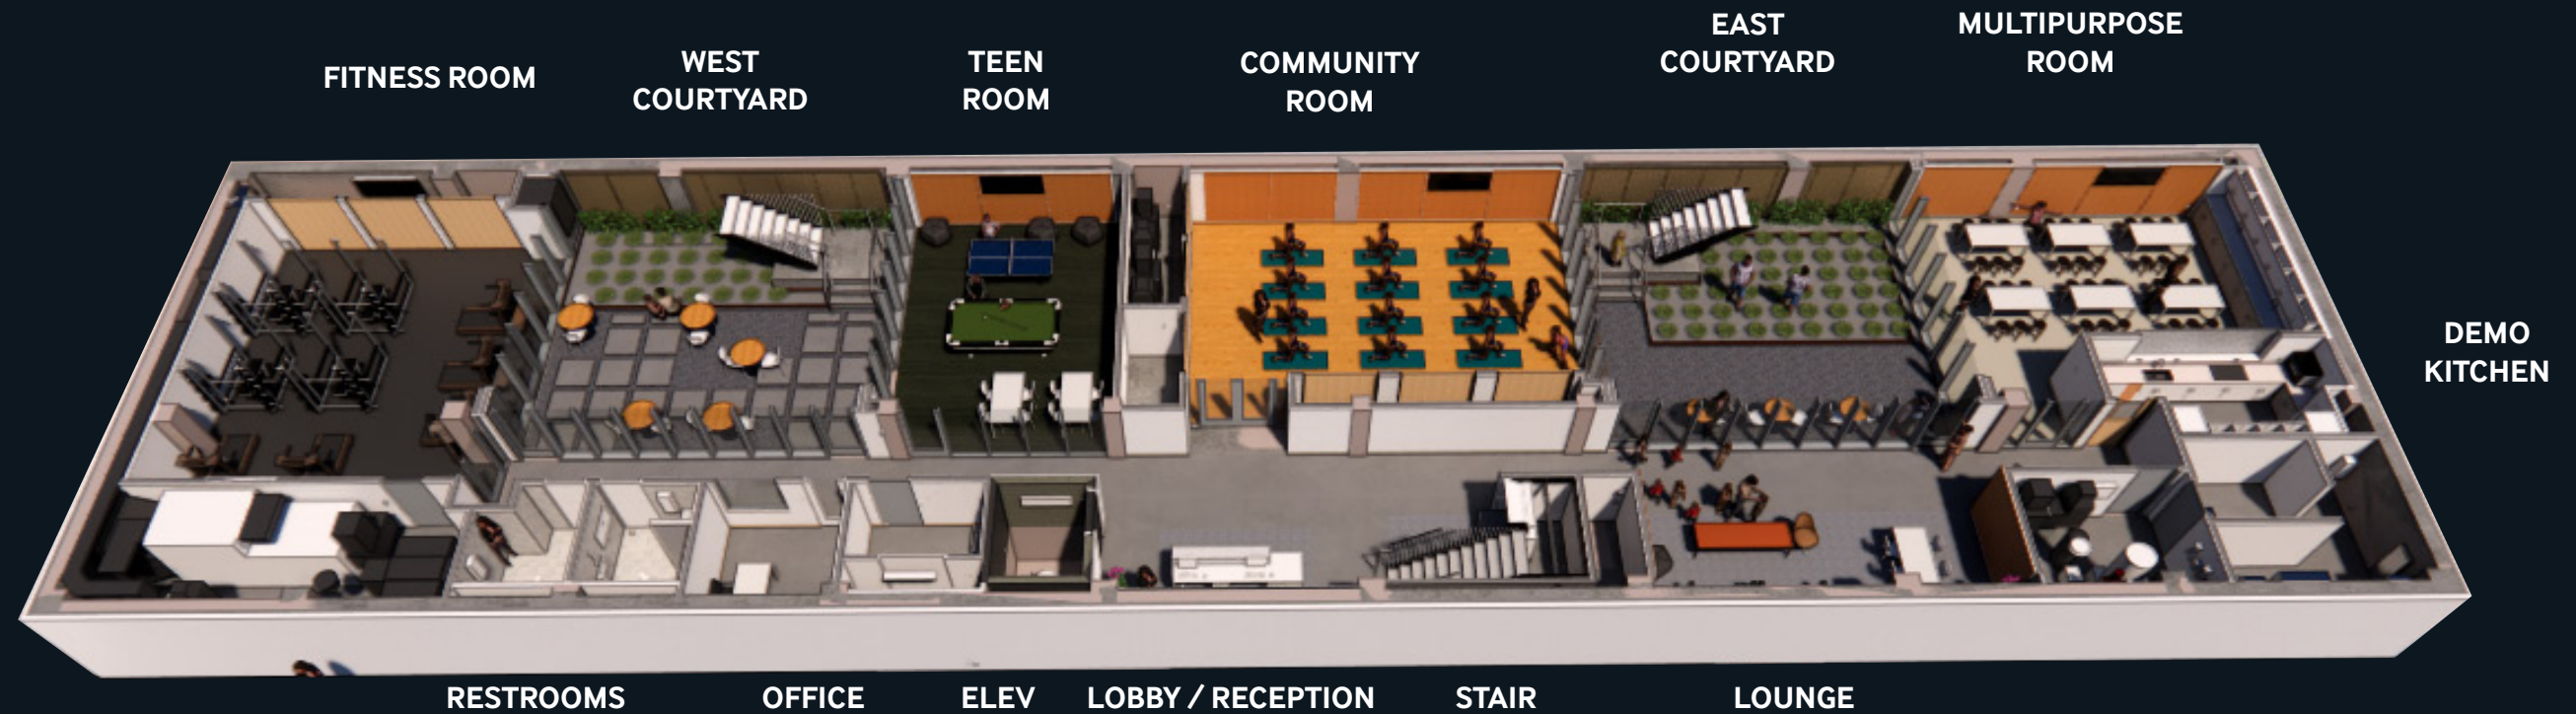 FITNESS ROOM
WEST
COURTYARD
TEEN
ROOM
COMMUNITY
ROOM
EAST
COURTYARD
MULTIPURPOSE
ROOM
DEMO
KITCHEN
RESTROOMS
OFFICE
ELEV
LOBBY / RECEPTION
STAIR
LOUNGE